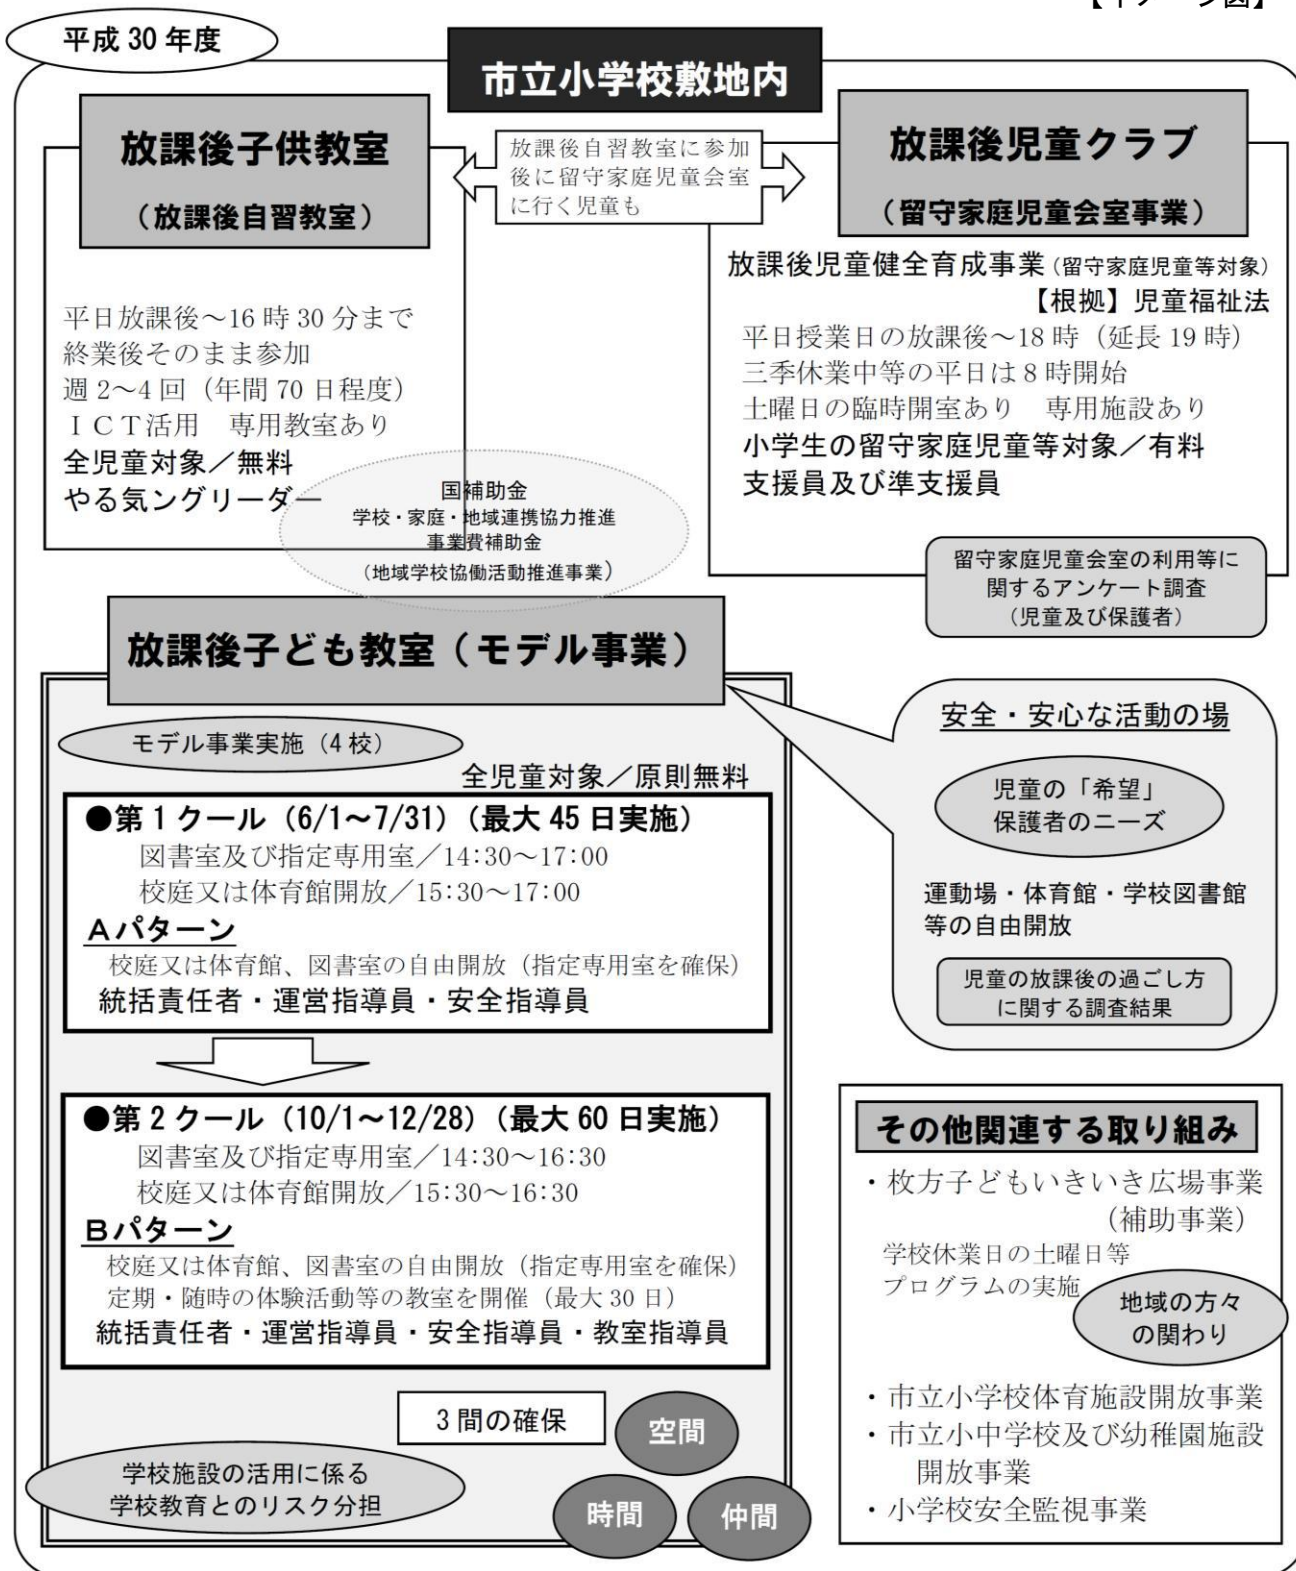 【イメージ図】
平成 30 年度
市立小学校敷地内
放課後子供教室
（放課後自習教室）
平日放課後～16 時 30 分まで
終業後そのまま参加
週 2～4 回（年間 70 日程度）
ＩＣＴ活用　専用教室あり
全児童対象／無料
やる気ングリーダー
放課後自習教室に参加
後に留守家庭児童会室
に行く児童も
放課後児童クラブ
（留守家庭児童会室事業）
放課後児童健全育成事業（留守家庭児童等対象）
【根拠】児童福祉法
平日授業日の放課後～18 時（延長 19 時）
三季休業中等の平日は 8 時開始
土曜日の臨時開室あり　専用施設あり
小学生の留守家庭児童等対象／有料
支援員及び準支援員
国補助金
学校・家庭・地域連携協力推進
事業費補助金
（地域学校協働活動推進事業）
留守家庭児童会室の利用等に
関するアンケート調査
（児童及び保護者）
放課後子ども教室（モデル事業）
モデル事業実施（4 校）
全児童対象／原則無料
●第 1 クール（6/1～7/31）（最大 45 日実施）
図書室及び指定専用室／14:30～17:00
校庭又は体育館開放／15:30～17:00
Ａパターン
校庭又は体育館、図書室の自由開放（指定専用室を確保）
統括責任者・運営指導員・安全指導員
●第 2 クール（10/1～12/28）（最大 60 日実施）
図書室及び指定専用室／14:30～16:30
校庭又は体育館開放／15:30～16:30
Ｂパターン
校庭又は体育館、図書室の自由開放（指定専用室を確保）
定期・随時の体験活動等の教室を開催（最大 30 日）
統括責任者・運営指導員・安全指導員・教室指導員
3 間の確保
空間
時間
仲間
学校施設の活用に係る
学校教育とのリスク分担
安全・安心な活動の場
児童の「希望」
保護者のニーズ
運動場・体育館・学校図書館
等の自由開放
児童の放課後の過ごし方
に関する調査結果
その他関連する取り組み
・枚方子どもいきいき広場事業
（補助事業）
学校休業日の土曜日等
プログラムの実施
地域の方々
の関わり
・市立小学校体育施設開放事業
・市立小中学校及び幼稚園施設
開放事業
・小学校安全監視事業